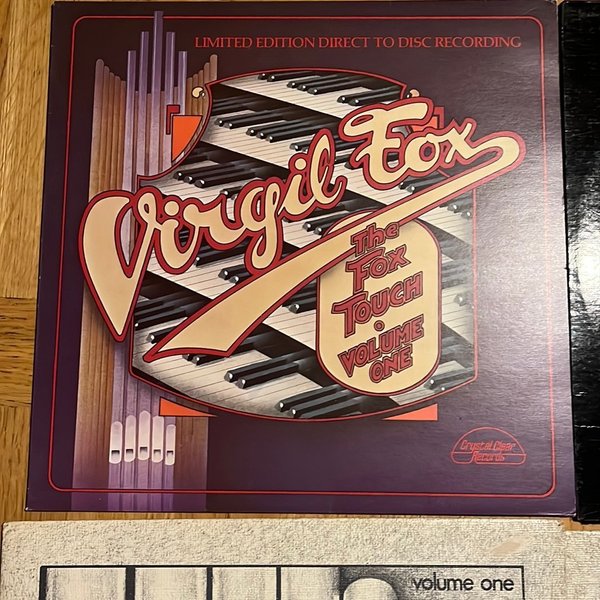 LIMITED EDITION DIRECT TO DISC RECORDING
Virgil Fox
The
Fox
Touch
•
Volume
One
Crystal Clear
Records
volume one